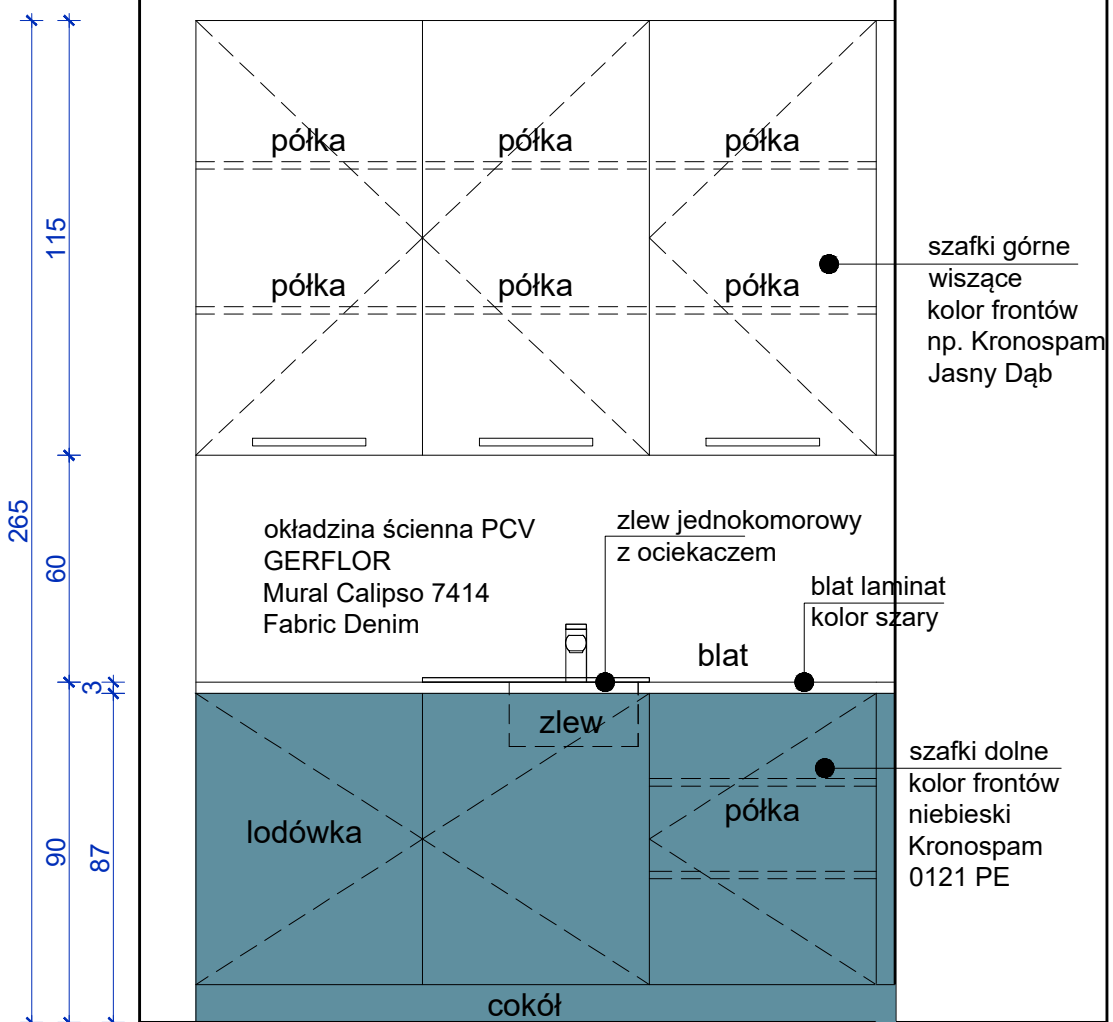 półka
półka
półka
115
szafki górne
wiszące
kolor frontów
np. Kronospam
Jasny Dąb
półka
półka
półka
265
60
okładzina ścienna PCV
GERFLOR
Mural Calipso 7414
Fabric Denim
zlew jednokomorowy
z ociekaczem
blat laminat
kolor szary
blat
3
zlew
szafki dolne
kolor frontów
niebieski
Kronospam
0121 PE
półka
lodówka
90
87
cokół